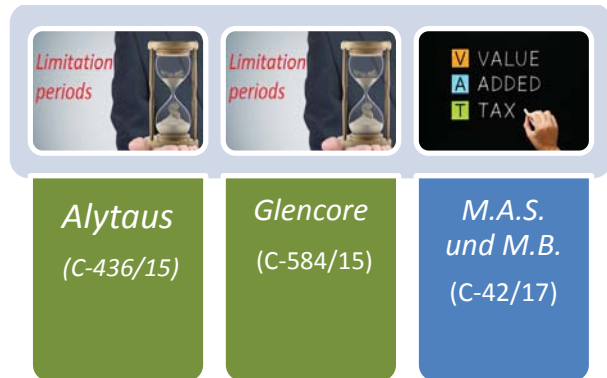 Limitation
periods
Limitation
periods
V VALUE
A ADDED
T TAX
Alytaus
(C-436/15)
Glencore
(C-584/15)
M.A.S.
und M.B.
(C-42/17)